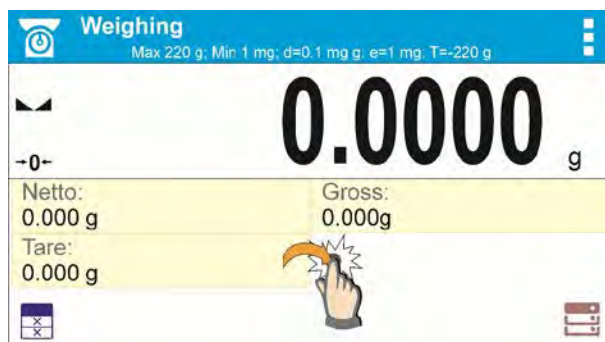 Weighing
Max 220 g; Min 1 mg; d=0.1 mg g; e=1 mg; T=-220 g
0.0000 g
→0←
Netto:
0.000 g
Gross:
0.000g
Tare:
0.000 g